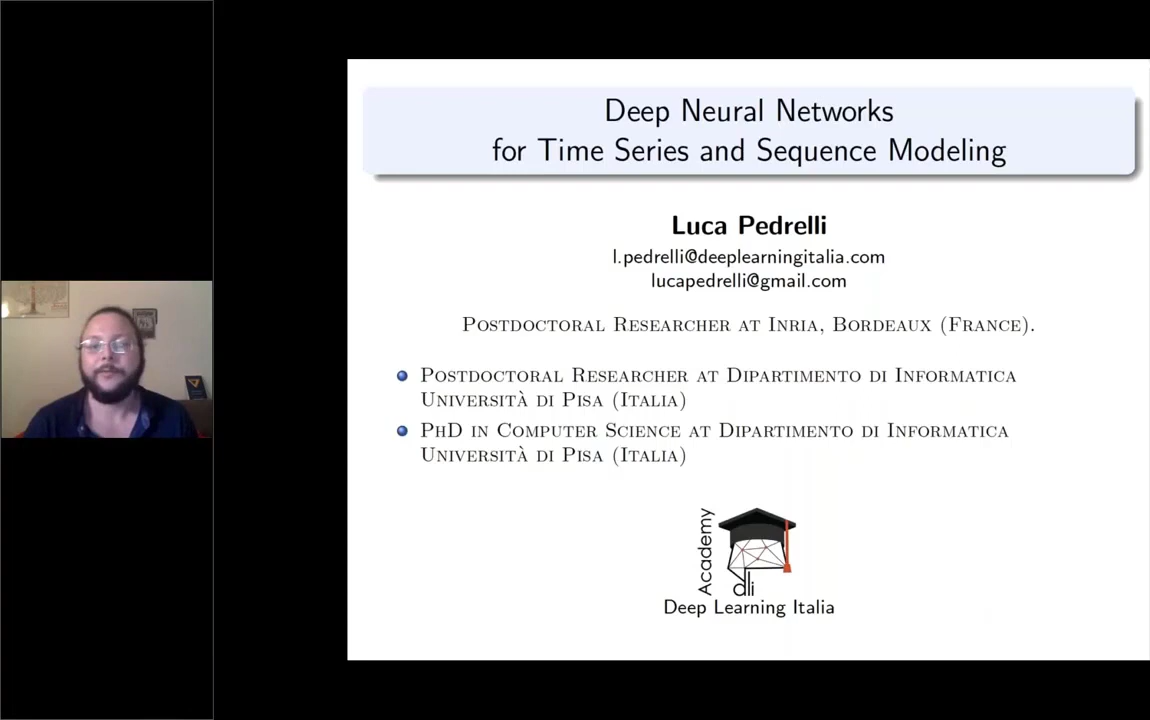 Deep Neural Networks
for Time Series and Sequence Modeling
Luca Pedrelli
l.pedrelli@deeplearningitalia.com
lucapedrelli@gmail.com
Postdoctoral Researcher at Inria, Bordeaux (France).
Postdoctoral Researcher at Dipartimento di Informatica
Università di Pisa (Italia)
PhD in Computer Science at Dipartimento di Informatica
Università di Pisa (Italia)
Academy
dli
Deep Learning Italia